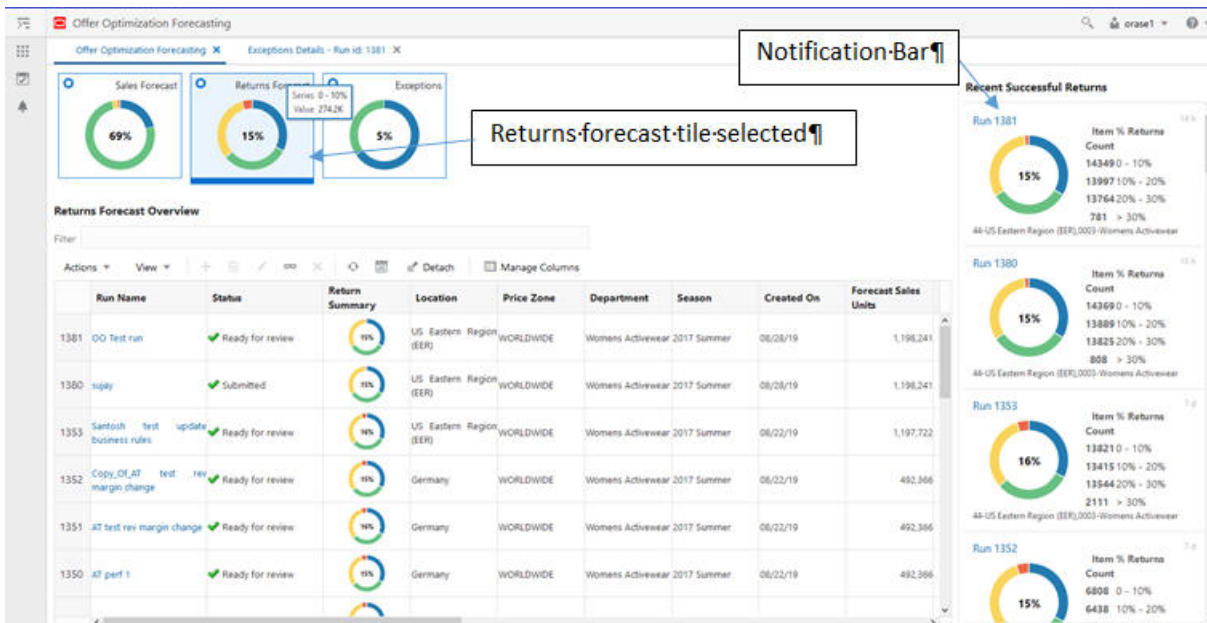 Offer Optimization Forecasting
orase1
Offer Optimization Forecasting X
Exceptions Details - Run id: 1381 X
Notification·Bar¶
Sales Forecast
69%
Returns Forecast
15%
Series 0 - 10%
Value 274.2K
Exceptions
5%
Returns·forecast·tile·selected¶
Returns Forecast Overview
Filter
Actions View Detach Manage Columns
Run Name Status Return Summary Location Price Zone Department Season Created On Forecast Sales Units
1381 OO Test run Ready for review 15% US Eastern Region (EER) WORLDWIDE Womens Activewear 2017 Summer 08/28/19 1,198,241
1380 sujay Submitted 15% US Eastern Region (EER) WORLDWIDE Womens Activewear 2017 Summer 08/28/19 1,198,241
1353 Santosh test update business rules Ready for review 16% US Eastern Region (EER) WORLDWIDE Womens Activewear 2017 Summer 08/22/19 1,197,722
1352 Copy_Of_AT test rev margin change Ready for review 15% Germany WORLDWIDE Womens Activewear 2017 Summer 08/22/19 492,366
1351 AT test rev margin change Ready for review 16% Germany WORLDWIDE Womens Activewear 2017 Summer 08/22/19 492,366
1350 AT perf 1 Ready for review 15% Germany WORLDWIDE Womens Activewear 2017 Summer 08/22/19 492,366
Recent Successful Returns
Run 1381
15%
Item % Returns
Count
14349 0 - 10%
13997 10% - 20%
13764 20% - 30%
781 > 30%
44-US Eastern Region (EER),0003-Womens Activewear
Run 1380
15%
Item % Returns
Count
14369 0 - 10%
13889 10% - 20%
13825 20% - 30%
808 > 30%
44-US Eastern Region (EER),0003-Womens Activewear
Run 1353
7 d
16%
Item % Returns
Count
13821 0 - 10%
13415 10% - 20%
13544 20% - 30%
2111 > 30%
44-US Eastern Region (EER),0003-Womens Activewear
Run 1352
7 d
15%
Item % Returns
Count
6808 0 - 10%
6438 10% - 20%